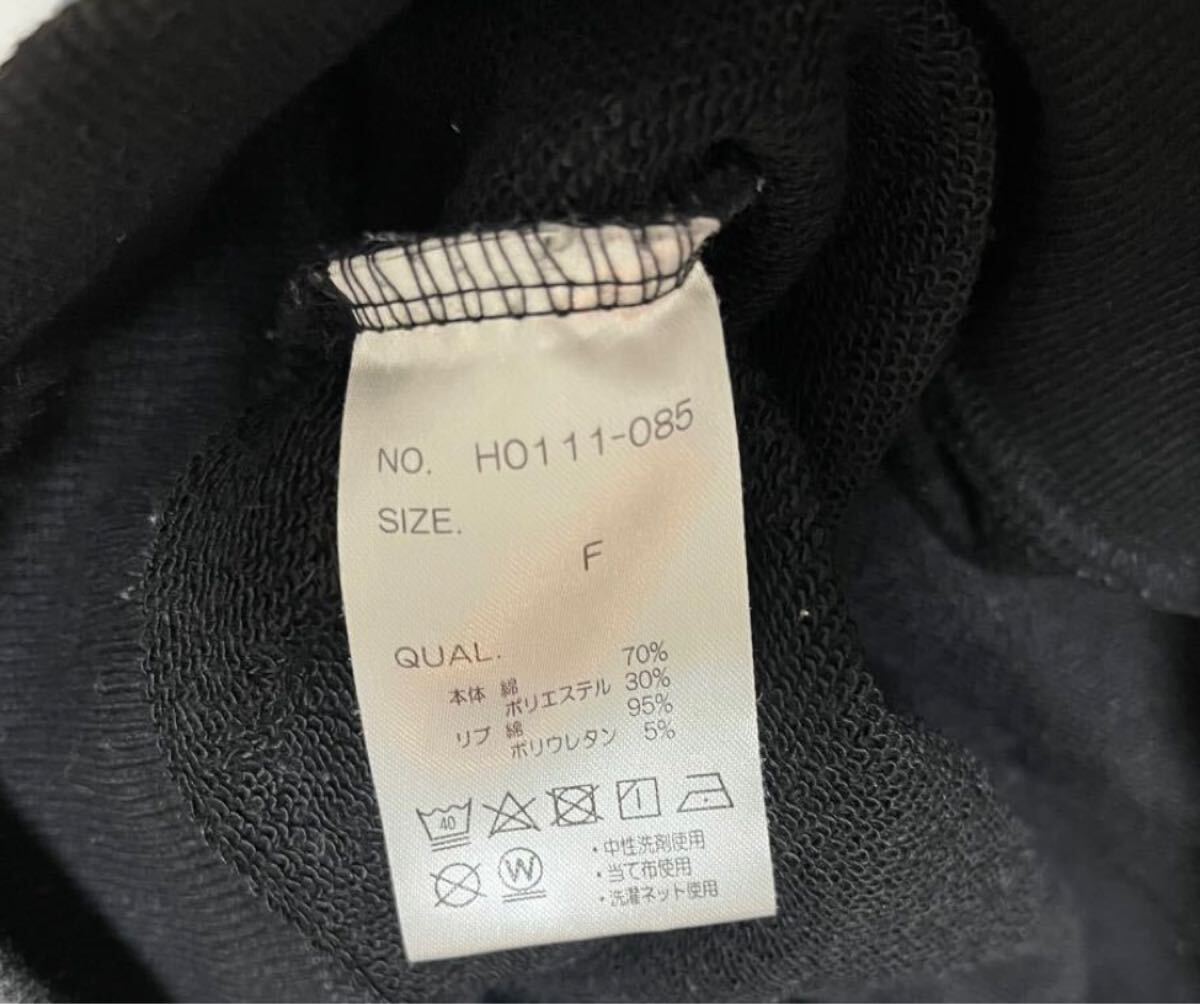 NO. H0111-085
SIZE.
F
QUAL.
本体 綿 70%
ポリエステル 30%
リブ 綿 95%
ポリウレタン 5%
40
W
・中性洗剤使用
・当て布使用
・洗濯ネット使用